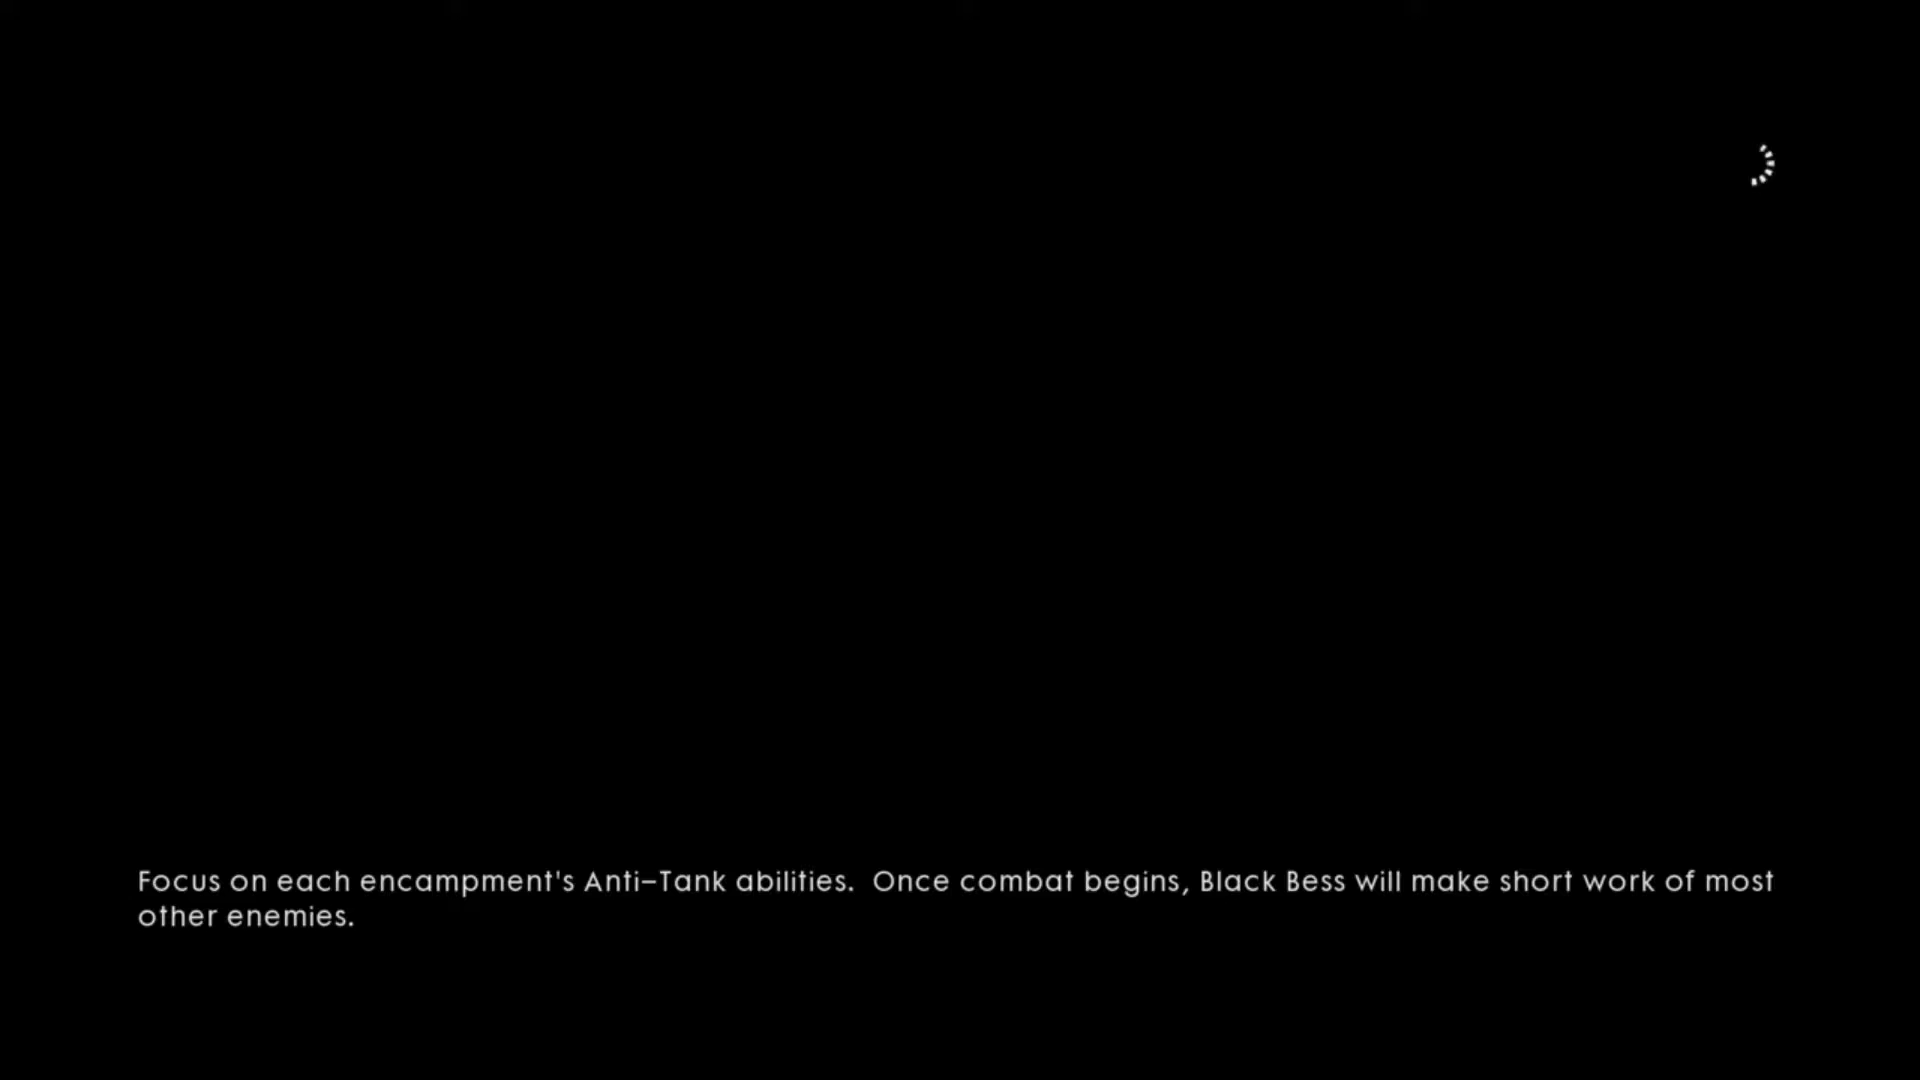 Focus on each encampment's Anti-Tank abilities.  Once combat begins, Black Bess will make short work of most
other enemies.